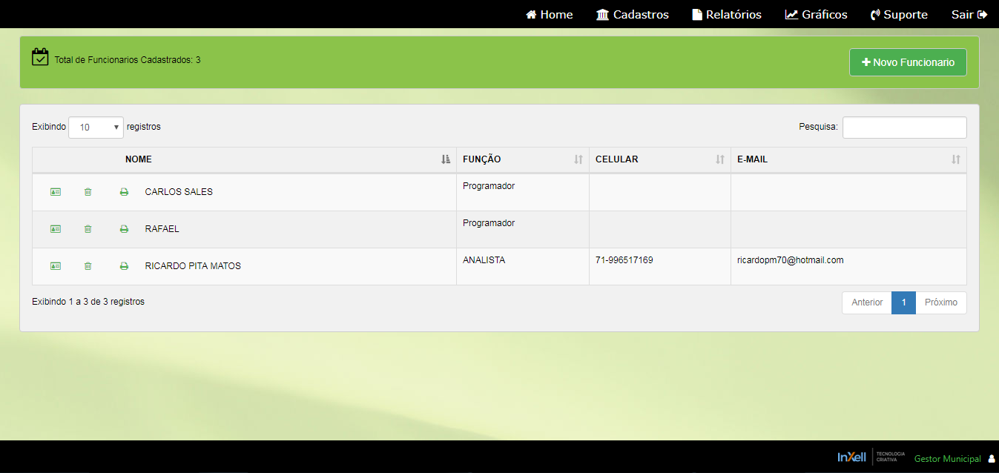 Home Cadastros Relatórios Gráficos Suporte Sair
Total de Funcionarios Cadastrados: 3
Novo Funcionario
Exibindo 10 registros Pesquisa:
NOME FUNÇÃO CELULAR E-MAIL
CARLOS SALES Programador
RAFAEL Programador
RICARDO PITA MATOS ANALISTA 71-996517169 ricardopm70@hotmail.com
Exibindo 1 a 3 de 3 registros Anterior 1 Próximo
InXell TECNOLOGIA
CRIATIVA
Gestor Municipal